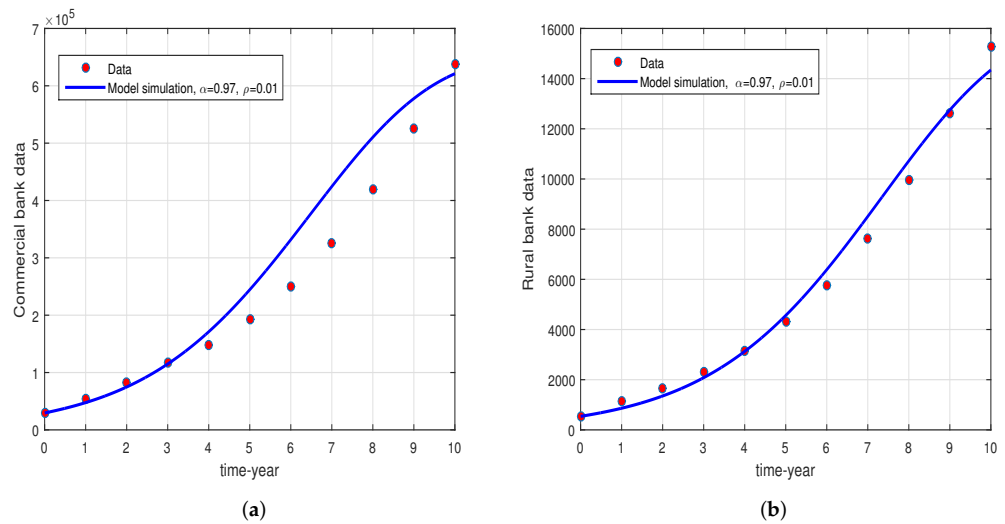 ×10⁵
7
6
5
4
3
2
1
0
Commercial bank data
Data
Model simulation, α=0.97, ρ=0.01
0 1 2 3 4 5 6 7 8 9 10
time-year
(a)
16000
14000
12000
10000
8000
6000
4000
2000
0
Rural bank data
Data
Model simulation, α=0.97, ρ=0.01
0 1 2 3 4 5 6 7 8 9 10
time-year
(b)